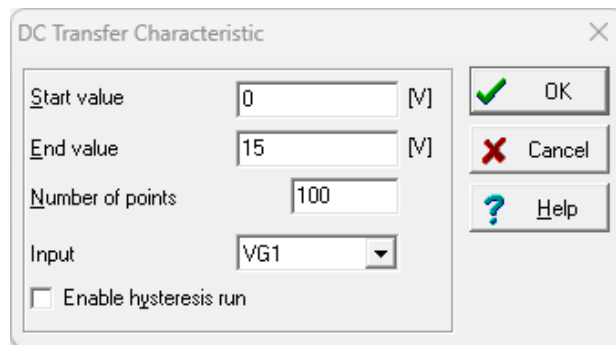 DC Transfer Characteristic
Start value 0 [V]
End value 15 [V]
Number of points 100
Input VG1
Enable hysteresis run
OK
Cancel
? Help